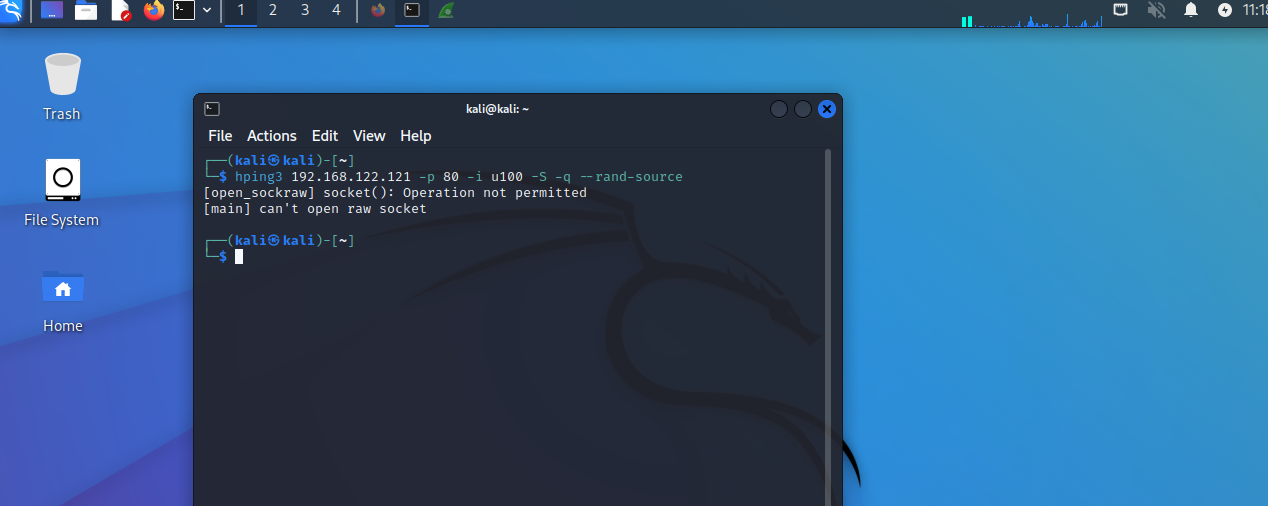 1 2 3 4
11:18
Trash
File System
Home
kali@kali: ~
File Actions Edit View Help
┌──(kali㉿kali)-[~]
└─$ hping3 192.168.122.121 -p 80 -i u100 -S -q --rand-source
[open_sockraw] socket(): Operation not permitted
[main] can't open raw socket
┌──(kali㉿kali)-[~]
└─$